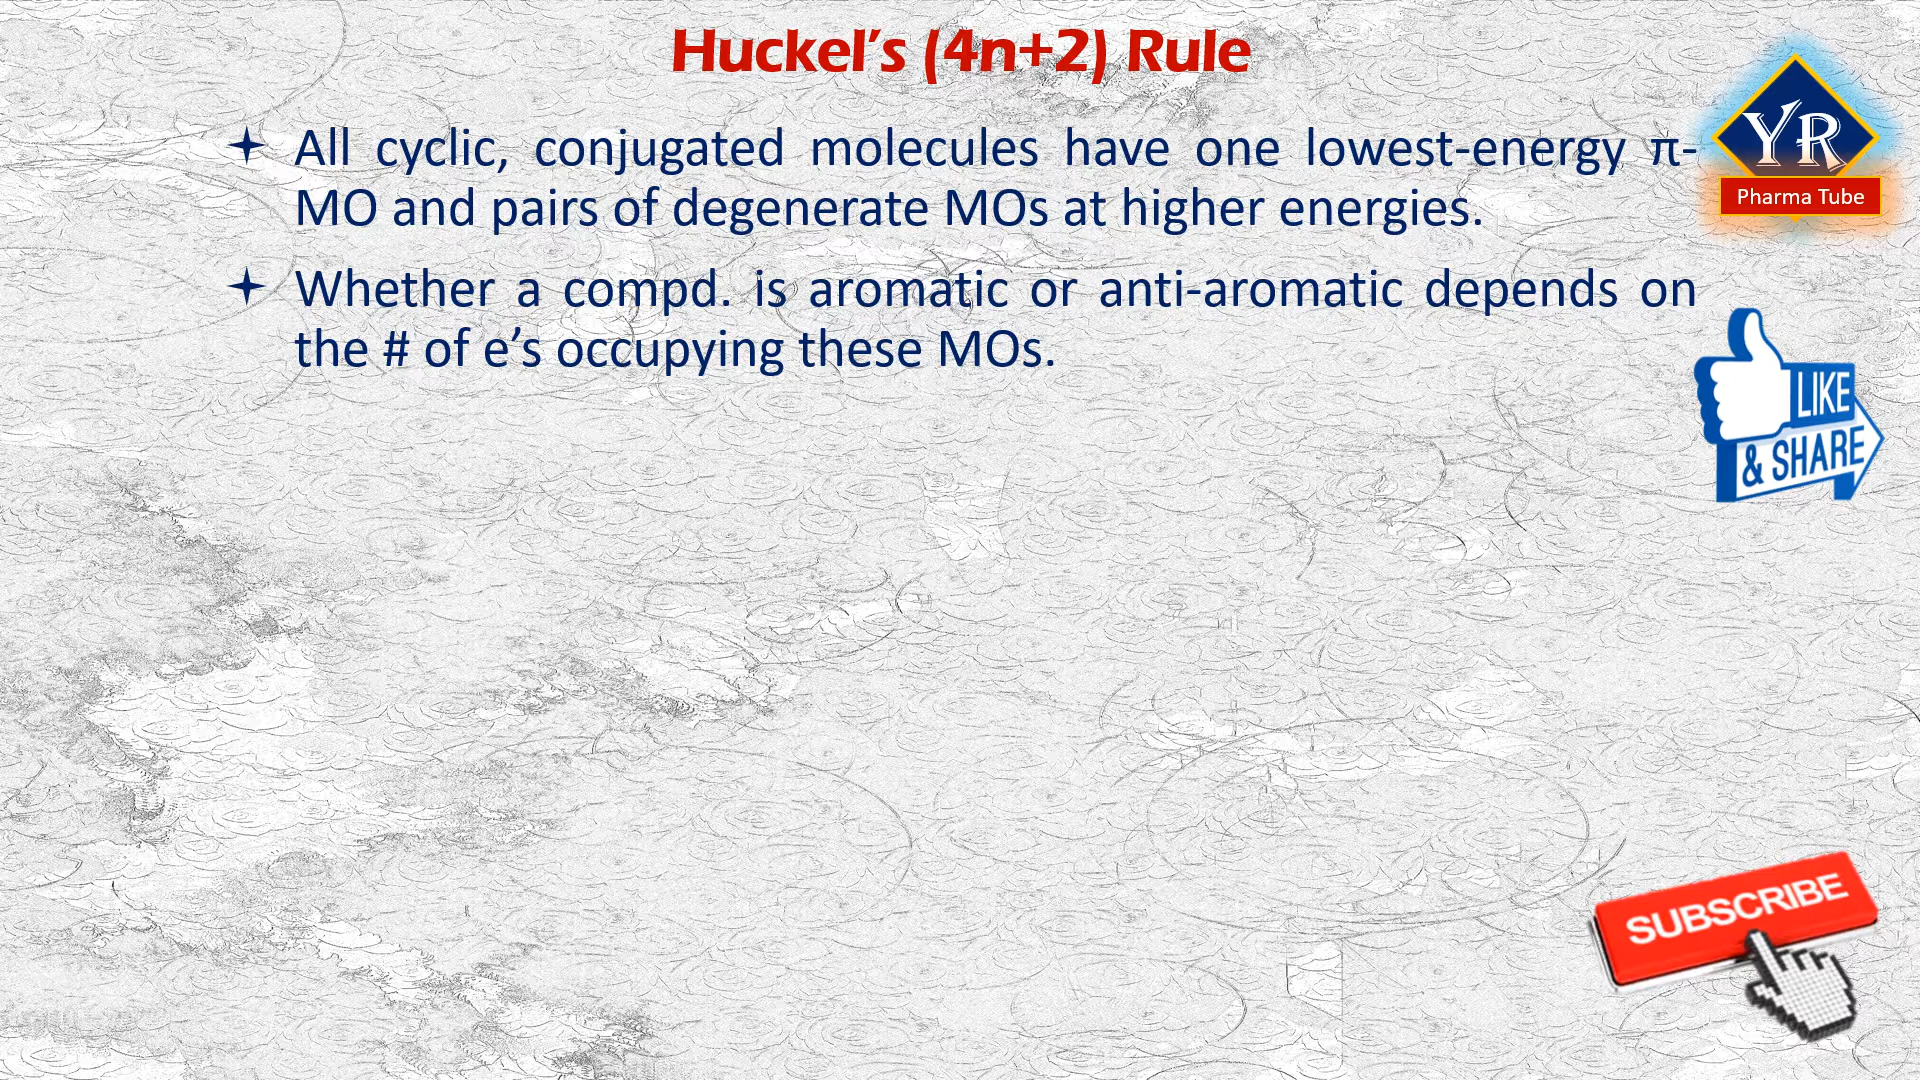 Huckel’s (4n+2) Rule
All cyclic, conjugated molecules have one lowest-energy π-
MO and pairs of degenerate MOs at higher energies.
Whether a compd. is aromatic or anti-aromatic depends on
the # of e’s occupying these MOs.
YR
Pharma Tube
LIKE
& SHARE
SUBSCRIBE